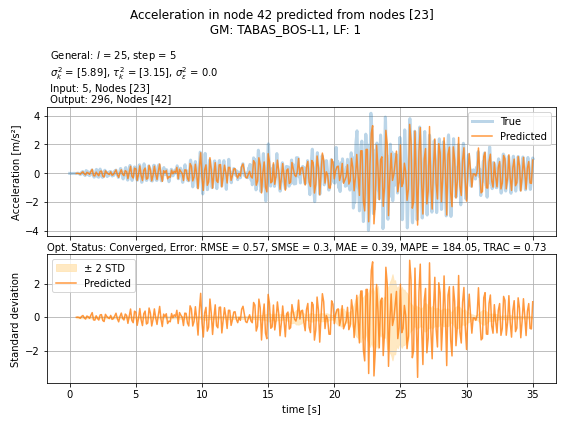 Acceleration in node 42 predicted from nodes [23]
GM: TABAS_BOS-L1, LF: 1
General: l = 25, step = 5
σ²ₖ = [5.89], τ²ₖ = [3.15], σ²ε = 0.0
Input: 5, Nodes [23]
Output: 296, Nodes [42]
Acceleration [m/s²]
4
2
0
−2
−4
True
Predicted
Opt. Status: Converged, Error: RMSE = 0.57, SMSE = 0.3, MAE = 0.39, MAPE = 184.05, TRAC = 0.73
Standard deviation
2
0
−2
± 2 STD
Predicted
0 5 10 15 20 25 30 35
time [s]